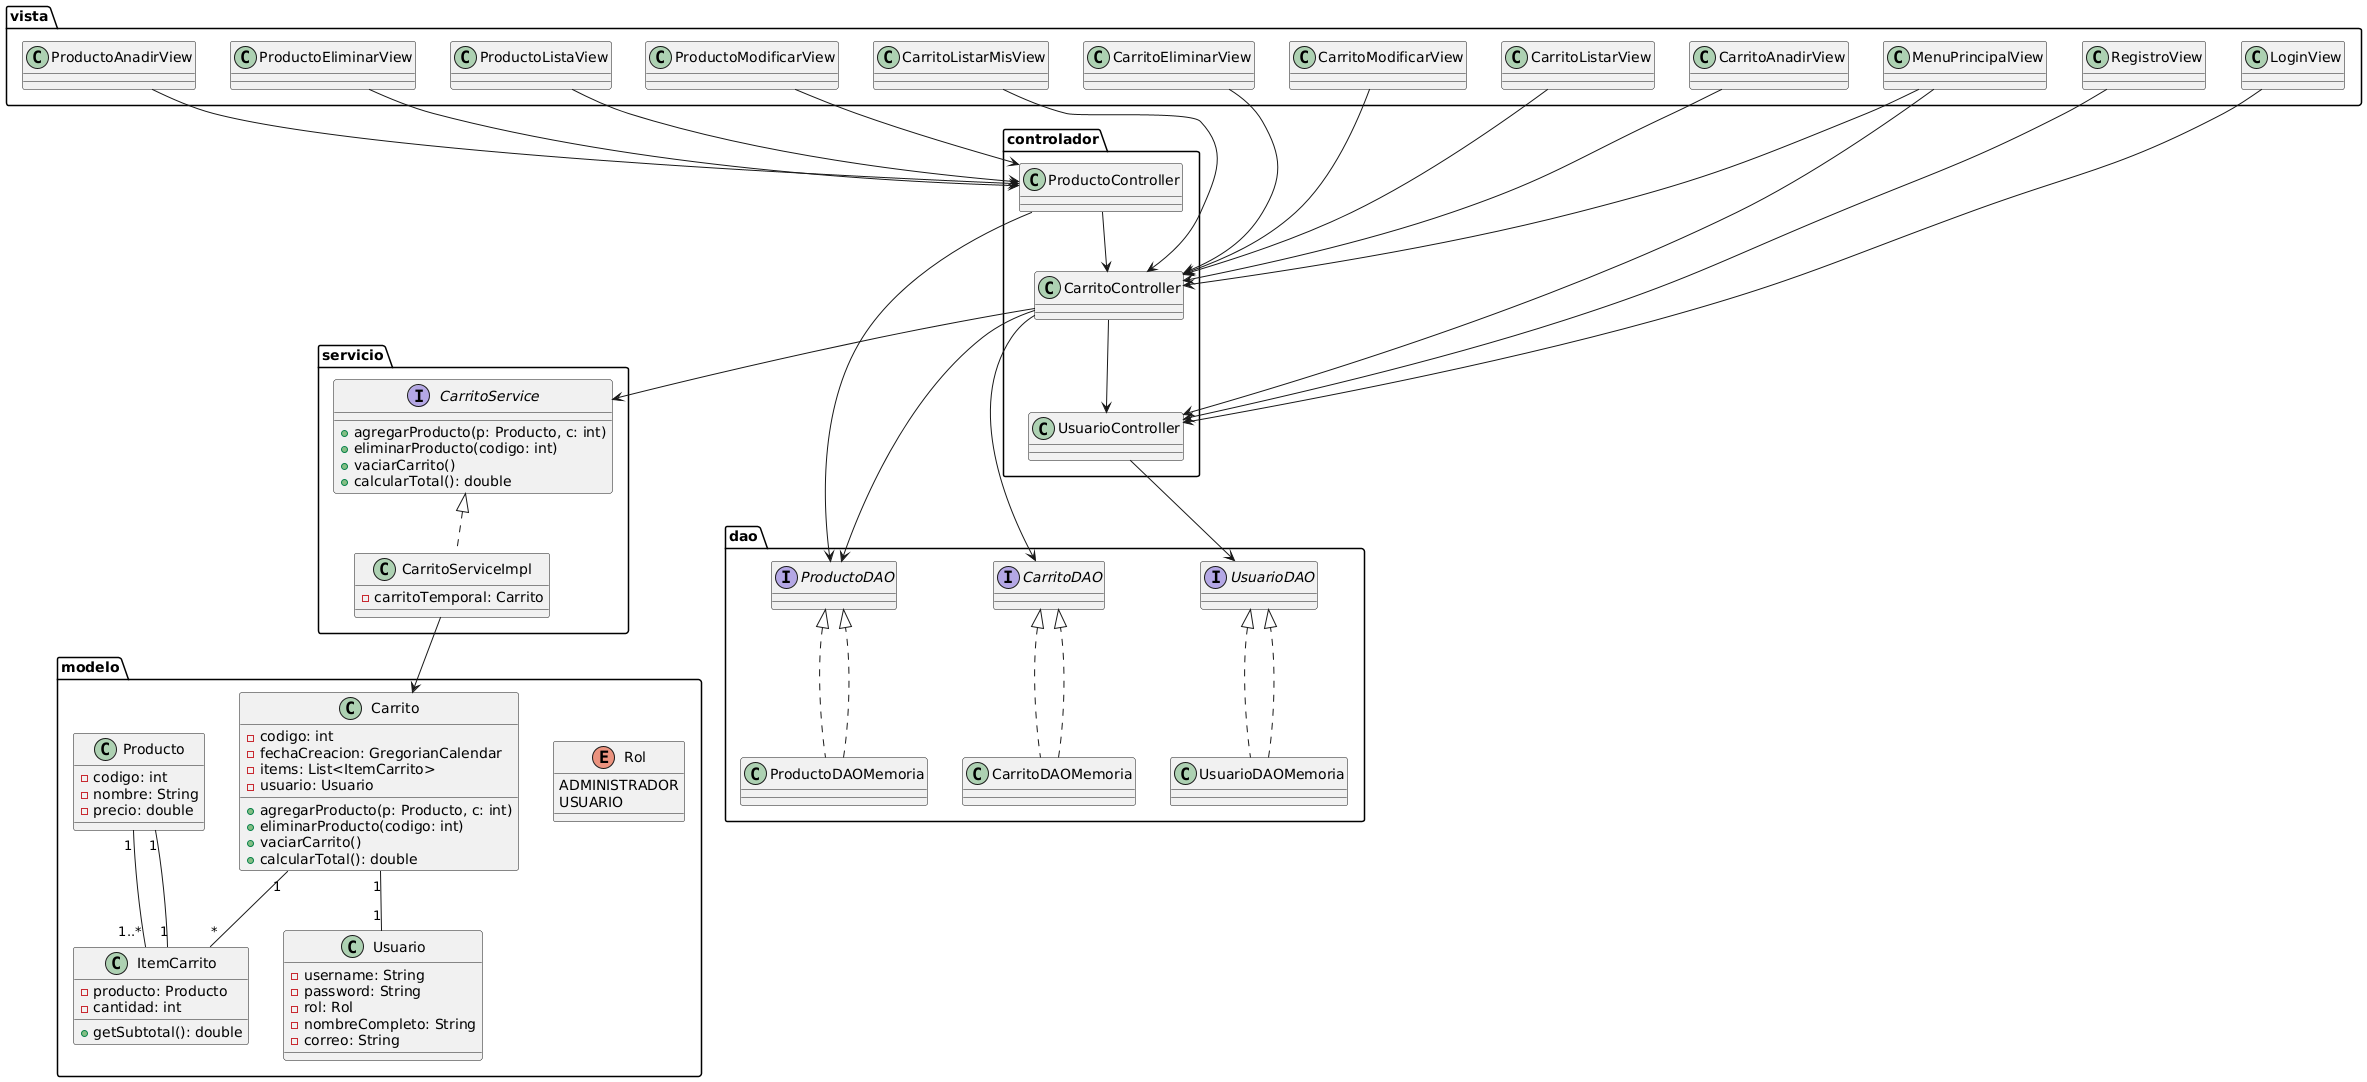 vista
C ProductoAnadirView
C ProductoEliminarView
C ProductoListaView
C ProductoModificarView
C CarritoListarMisView
C CarritoEliminarView
C CarritoModificarView
C CarritoListarView
C CarritoAnadirView
C MenuPrincipalView
C RegistroView
C LoginView
controlador
C ProductoController
C CarritoController
C UsuarioController
servicio
I CarritoService
agregarProducto(p: Producto, c: int)
eliminarProducto(codigo: int)
vaciarCarrito()
calcularTotal(): double
C CarritoServiceImpl
carritoTemporal: Carrito
dao
I ProductoDAO
I CarritoDAO
I UsuarioDAO
C ProductoDAOMemoria
C CarritoDAOMemoria
C UsuarioDAOMemoria
modelo
C Producto
codigo: int
nombre: String
precio: double
C Carrito
codigo: int
fechaCreacion: GregorianCalendar
items: List<ItemCarrito>
usuario: Usuario
agregarProducto(p: Producto, c: int)
eliminarProducto(codigo: int)
vaciarCarrito()
calcularTotal(): double
E Rol
ADMINISTRADOR
USUARIO
1
1
1
1
1..*
1
*
1
C ItemCarrito
producto: Producto
cantidad: int
getSubtotal(): double
C Usuario
username: String
password: String
rol: Rol
nombreCompleto: String
correo: String